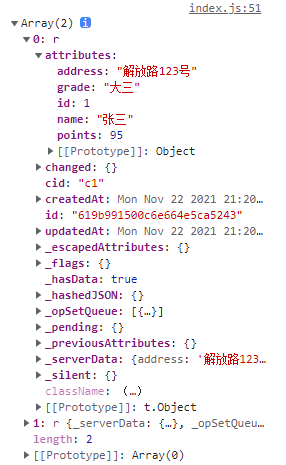 index.js:51
▼ Array(2) i
▼ 0: r
▼ attributes:
address: "解放路123号"
grade: "大三"
id: 1
name: "张三"
points: 95
▶ [[Prototype]]: Object
▶ changed: {}
cid: "c1"
▶ createdAt: Mon Nov 22 2021 21:20…
id: "619b991500c6e664e5ca5243"
▶ updatedAt: Mon Nov 22 2021 21:20…
▶ _escapedAttributes: {}
▶ _flags: {}
_hasData: true
▶ _hashedJSON: {}
▶ _opSetQueue: [{…}]
▶ _pending: {}
▶ _previousAttributes: {}
▶ _serverData: {address: '解放路123…
▶ _silent: {}
className: (…)
▶ [[Prototype]]: t.Object
▶ 1: r {_serverData: {…}, _opSetQueu…
length: 2
▶ [[Prototype]]: Array(0)